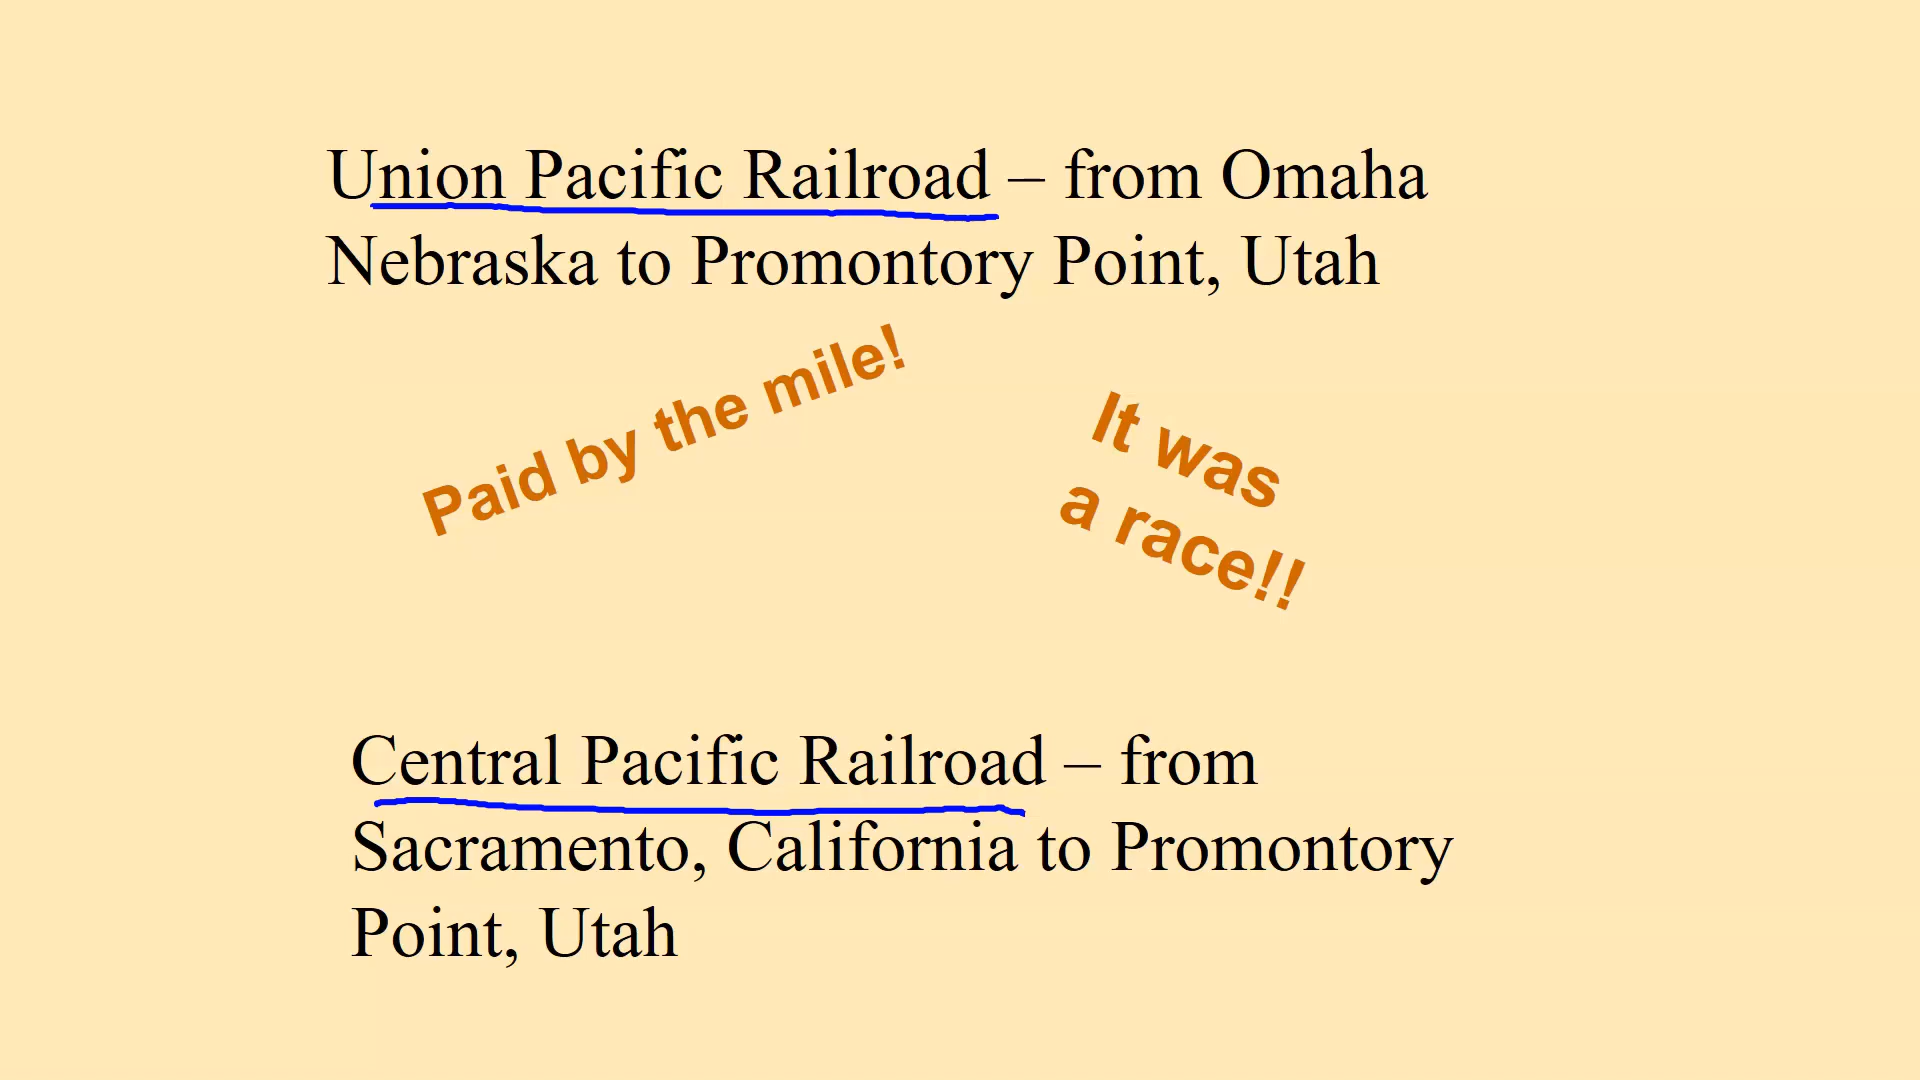 Union Pacific Railroad – from Omaha
Nebraska to Promontory Point, Utah
Paid by the mile!
It was
a race!!
Central Pacific Railroad – from
Sacramento, California to Promontory
Point, Utah